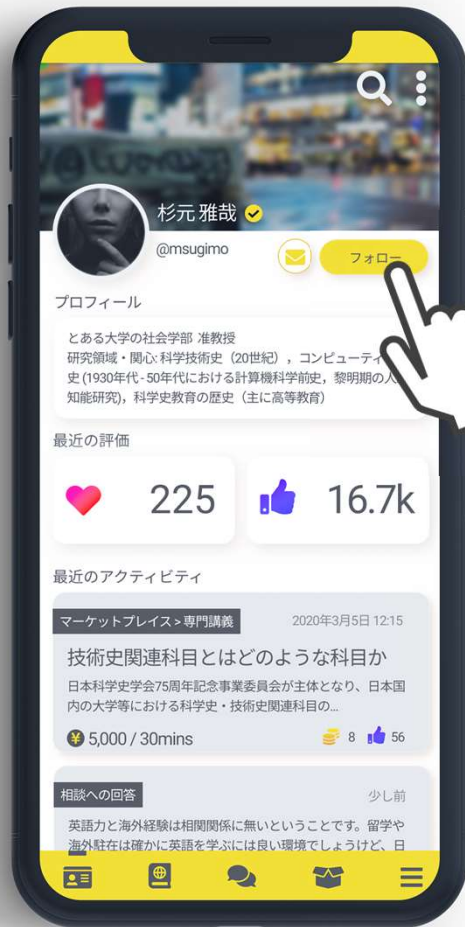 杉元 雅哉
@msugimo
フォロー
プロフィール
とある大学の社会学部 准教授
研究領域・関心: 科学技術史（20世紀）, コンピューティ
史 (1930年代 - 50年代における計算機科学前史，黎明期の人
知能研究), 科学史教育の歴史（主に高等教育）
最近の評価
225
16.7k
最近のアクティビティ
マーケットプレイス > 専門講義
2020年3月5日 12:15
技術史関連科目とはどのような科目か
日本科学史学会75周年記念事業委員会が主体となり、日本国
内の大学等における科学史・技術史関連科目の...
¥ 5,000 / 30mins
8
56
相談への回答
少し前
英語力と海外経験は相関関係に無いということです。留学や
海外駐在は確かに英語を学ぶには良い環境でしょうけど、日